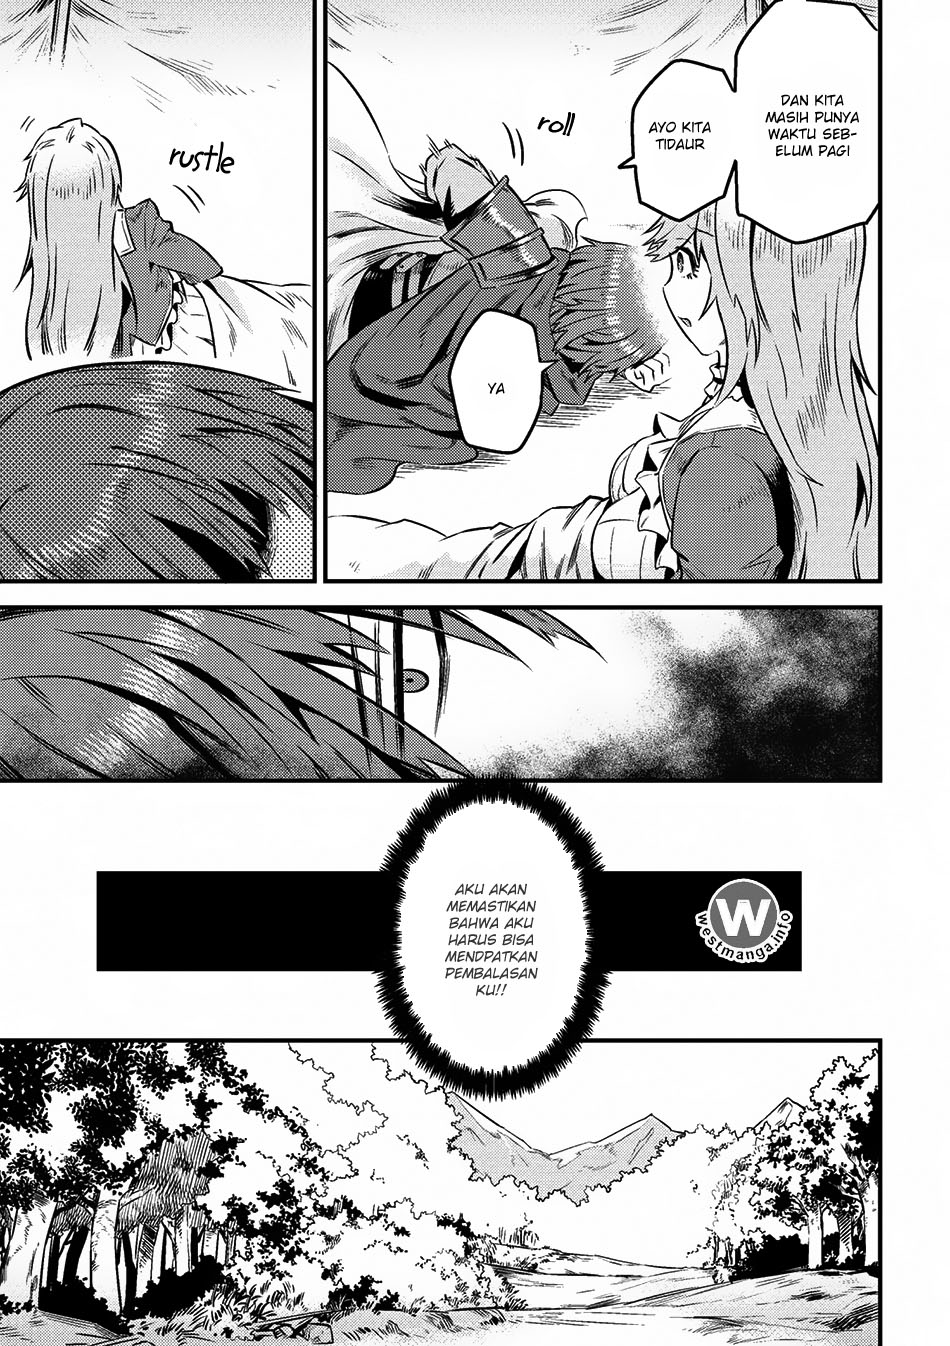 DAN KITA
MASIH PUNYA
WAKTU SEB-
ELUM PAGI
AYO KITA
TIDAUR
roll
YA
rustle
AKU AKAN
MEMASTIKAN
BAHWA AKU
HARUS BISA
MENDPATKAN
PEMBALASAN
KU!!
W
westmanga.info